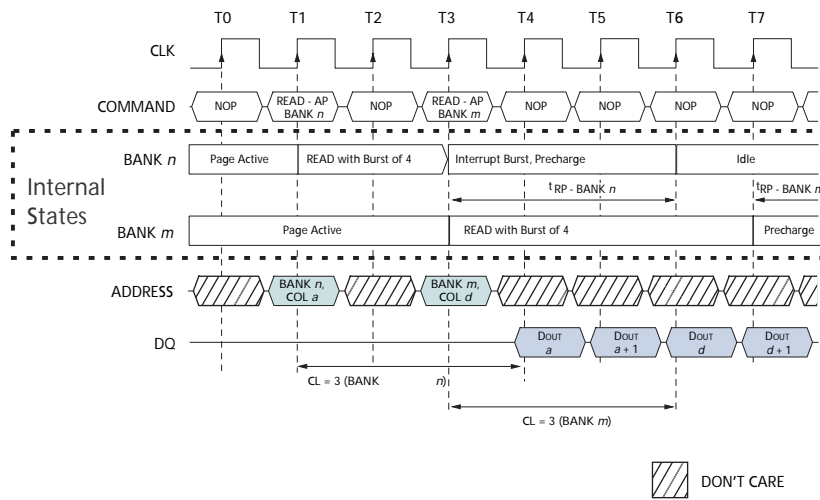 T0 T1 T2 T3 T4 T5 T6 T7
CLK
COMMAND NOP READ - AP BANK n NOP READ - AP BANK m NOP NOP NOP NOP
Internal States
BANK n Page Active READ with Burst of 4 Interrupt Burst, Precharge Idle
tRP - BANK n tRP - BANK m
BANK m Page Active READ with Burst of 4 Precharge
ADDRESS BANK n, COL a BANK m, COL d
DQ DOUT a DOUT a + 1 DOUT d DOUT d + 1
CL = 3 (BANK n)
CL = 3 (BANK m)
DON'T CARE